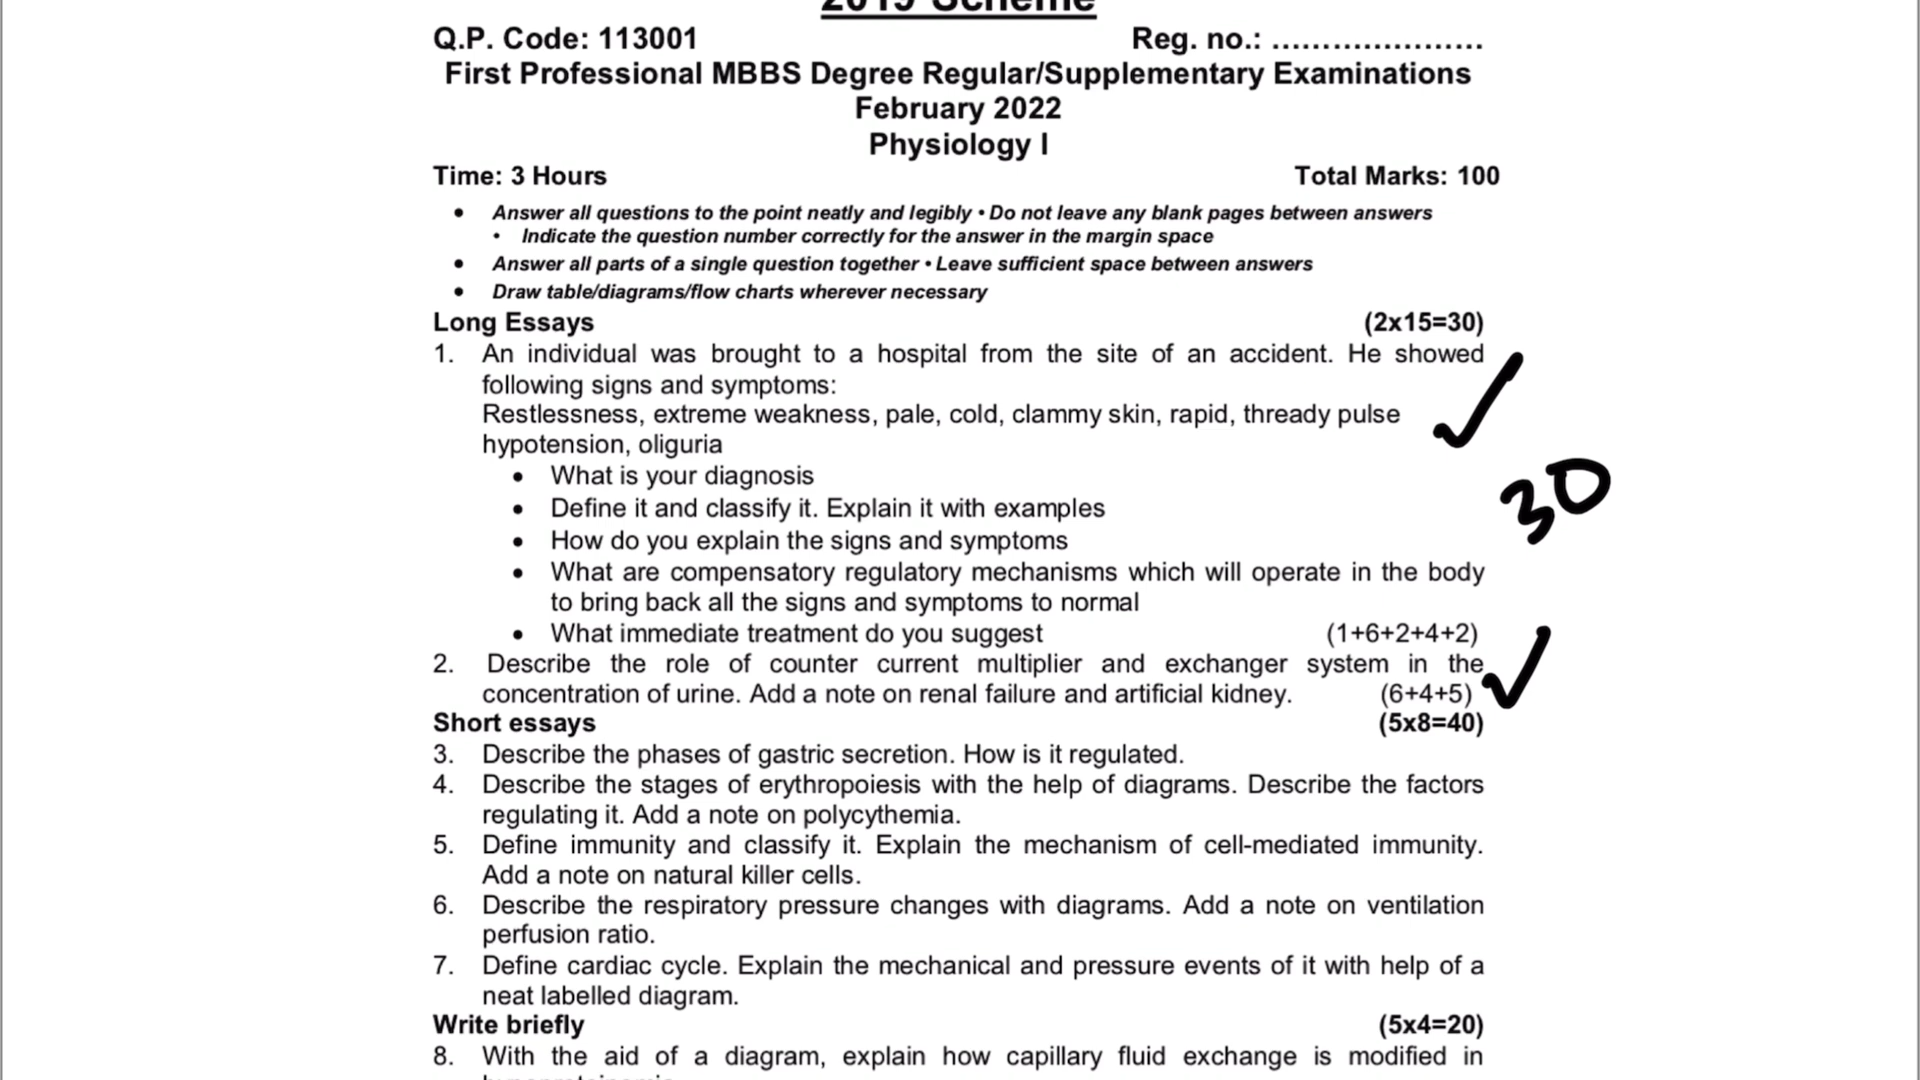 2019 Scheme
Q.P. Code: 113001 Reg. no.: .....................
First Professional MBBS Degree Regular/Supplementary Examinations
February 2022
Physiology I
Time: 3 Hours Total Marks: 100
• Answer all questions to the point neatly and legibly • Do not leave any blank pages between answers
• Indicate the question number correctly for the answer in the margin space
• Answer all parts of a single question together • Leave sufficient space between answers
• Draw table/diagrams/flow charts wherever necessary
Long Essays (2x15=30)
1. An individual was brought to a hospital from the site of an accident. He showed
following signs and symptoms:
Restlessness, extreme weakness, pale, cold, clammy skin, rapid, thready pulse
hypotension, oliguria
30
• What is your diagnosis
• Define it and classify it. Explain it with examples
• How do you explain the signs and symptoms
• What are compensatory regulatory mechanisms which will operate in the body
to bring back all the signs and symptoms to normal
• What immediate treatment do you suggest (1+6+2+4+2)
2. Describe the role of counter current multiplier and exchanger system in the
concentration of urine. Add a note on renal failure and artificial kidney. (6+4+5)
Short essays (5x8=40)
3. Describe the phases of gastric secretion. How is it regulated.
4. Describe the stages of erythropoiesis with the help of diagrams. Describe the factors
regulating it. Add a note on polycythemia.
5. Define immunity and classify it. Explain the mechanism of cell-mediated immunity.
Add a note on natural killer cells.
6. Describe the respiratory pressure changes with diagrams. Add a note on ventilation
perfusion ratio.
7. Define cardiac cycle. Explain the mechanical and pressure events of it with help of a
neat labelled diagram.
Write briefly (5x4=20)
8. With the aid of a diagram, explain how capillary fluid exchange is modified in